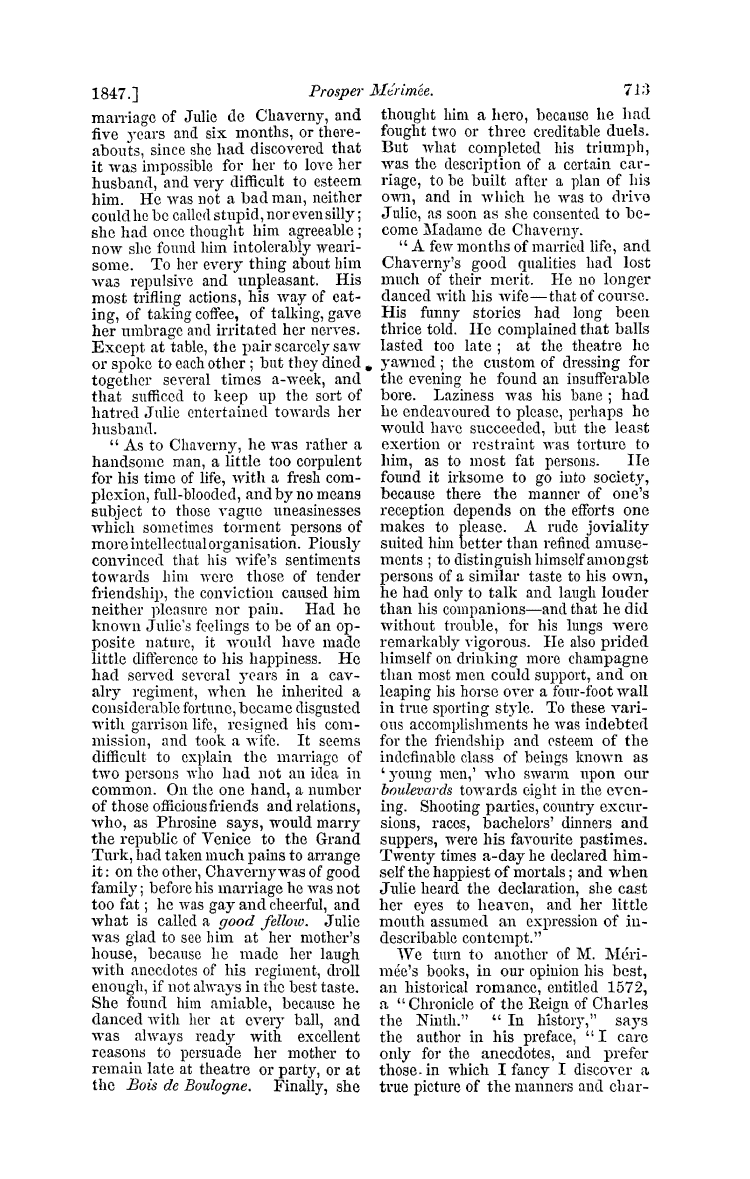 1847.] Prosper Mérimée. 713
marriage of Julie de Chaverny, and
five years and six months, or there-
abouts, since she had discovered that
it was impossible for her to love her
husband, and very difficult to esteem
him. He was not a bad man, neither
could he be called stupid, nor even silly;
she had once thought him agreeable;
now she found him intolerably weari-
some. To her every thing about him
was repulsive and unpleasant. His
most trifling actions, his way of eat-
ing, of taking coffee, of talking, gave
her umbrage and irritated her nerves.
Except at table, the pair scarcely saw
or spoke to each other; but they dined
together several times a-week, and
that sufficed to keep up the sort of
hatred Julie entertained towards her
husband.
“As to Chaverny, he was rather a
handsome man, a little too corpulent
for his time of life, with a fresh com-
plexion, full-blooded, and by no means
subject to those vague uneasinesses
which sometimes torment persons of
more intellectual organisation. Piously
convinced that his wife’s sentiments
towards him were those of tender
friendship, the conviction caused him
neither pleasure nor pain. Had he
known Julie’s feelings to be of an op-
posite nature, it would have made
little difference to his happiness. He
had served several years in a cav-
alry regiment, when he inherited a
considerable fortune, became disgusted
with garrison life, resigned his com-
mission, and took a wife. It seems
difficult to explain the marriage of
two persons who had not an idea in
common. On the one hand, a number
of those officious friends and relations,
who, as Phrosine says, would marry
the republic of Venice to the Grand
Turk, had taken much pains to arrange
it: on the other, Chaverny was of good
family; before his marriage he was not
too fat; he was gay and cheerful, and
what is called a good fellow. Julie
was glad to see him at her mother’s
house, because he made her laugh
with anecdotes of his regiment, droll
enough, if not always in the best taste.
She found him amiable, because he
danced with her at every ball, and
was always ready with excellent
reasons to persuade her mother to
remain late at theatre or party, or at
the Bois de Boulogne. Finally, she
thought him a hero, because he had
fought two or three creditable duels.
But what completed his triumph,
was the description of a certain car-
riage, to be built after a plan of his
own, and in which he was to drive
Julie, as soon as she consented to be-
come Madame de Chaverny.
“A few months of married life, and
Chaverny’s good qualities had lost
much of their merit. He no longer
danced with his wife—that of course.
His funny stories had long been
thrice told. He complained that balls
lasted too late; at the theatre he
yawned; the custom of dressing for
the evening he found an insufferable
bore. Laziness was his bane; had
he endeavoured to please, perhaps he
would have succeeded, but the least
exertion or restraint was torture to
him, as to most fat persons. He
found it irksome to go into society,
because there the manner of one’s
reception depends on the efforts one
makes to please. A rude joviality
suited him better than refined amuse-
ments; to distinguish himself amongst
persons of a similar taste to his own,
he had only to talk and laugh louder
than his companions—and that he did
without trouble, for his lungs were
remarkably vigorous. He also prided
himself on drinking more champagne
than most men could support, and on
leaping his horse over a four-foot wall
in true sporting style. To these vari-
ous accomplishments he was indebted
for the friendship and esteem of the
indefinable class of beings known as
‘young men,’ who swarm upon our
boulevards towards eight in the even-
ing. Shooting parties, country excur-
sions, races, bachelors’ dinners and
suppers, were his favourite pastimes.
Twenty times a-day he declared him-
self the happiest of mortals; and when
Julie heard the declaration, she cast
her eyes to heaven, and her little
mouth assumed an expression of in-
describable contempt.”
We turn to another of M. Méri-
mée’s books, in our opinion his best,
an historical romance, entitled 1572,
a “Chronicle of the Reign of Charles
the Ninth.” “In history,” says
the author in his preface, “I care
only for the anecdotes, and prefer
those in which I fancy I discover a
true picture of the manners and char-